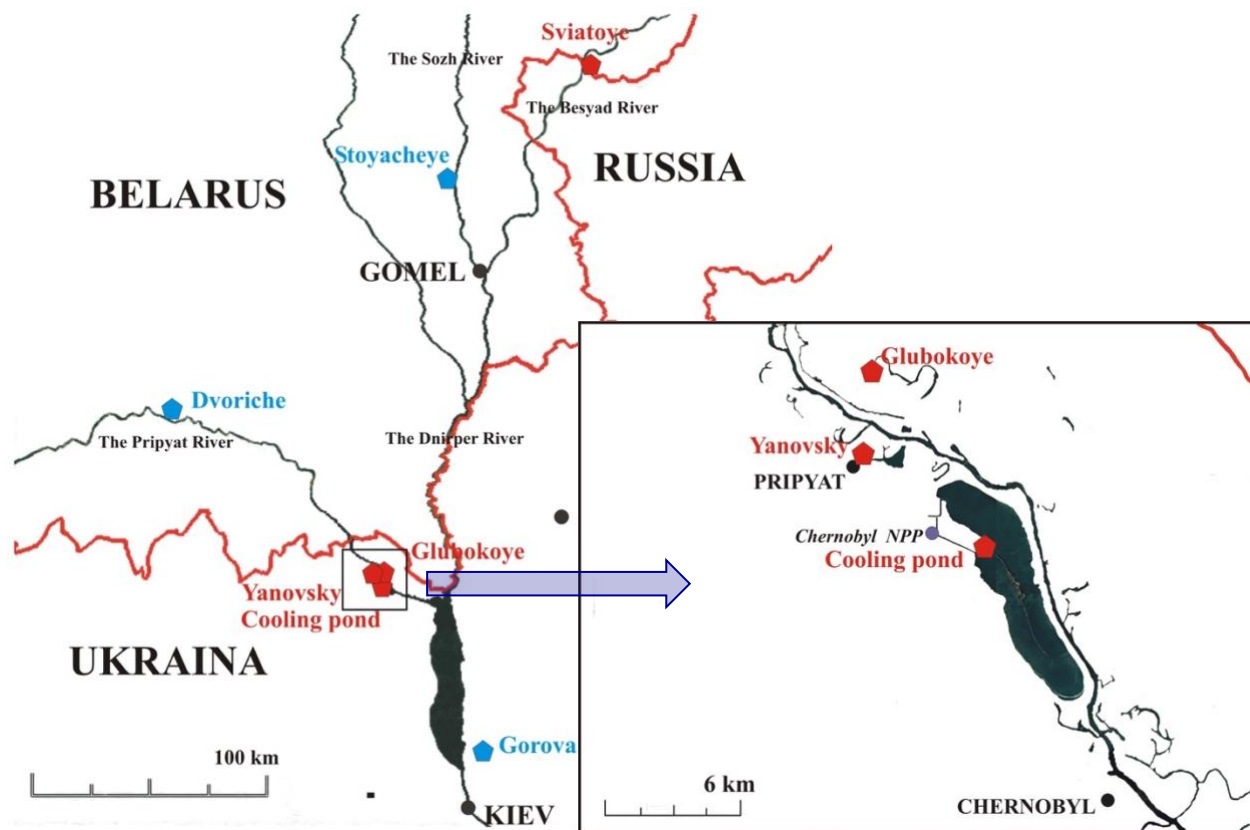 Sviatoye
The Sozh River
The Besyad River
Stoyacheye
RUSSIA
BELARUS
GOMEL
Dvoriche
The Pripyat River
The Dnirper River
Glubokoye
Yanovsky
Cooling pond
UKRAINA
Gorova
100 km
KIEV
Glubokoye
Yanovsky
PRIPYAT
Chernobyl NPP
Cooling pond
6 km
CHERNOBYL